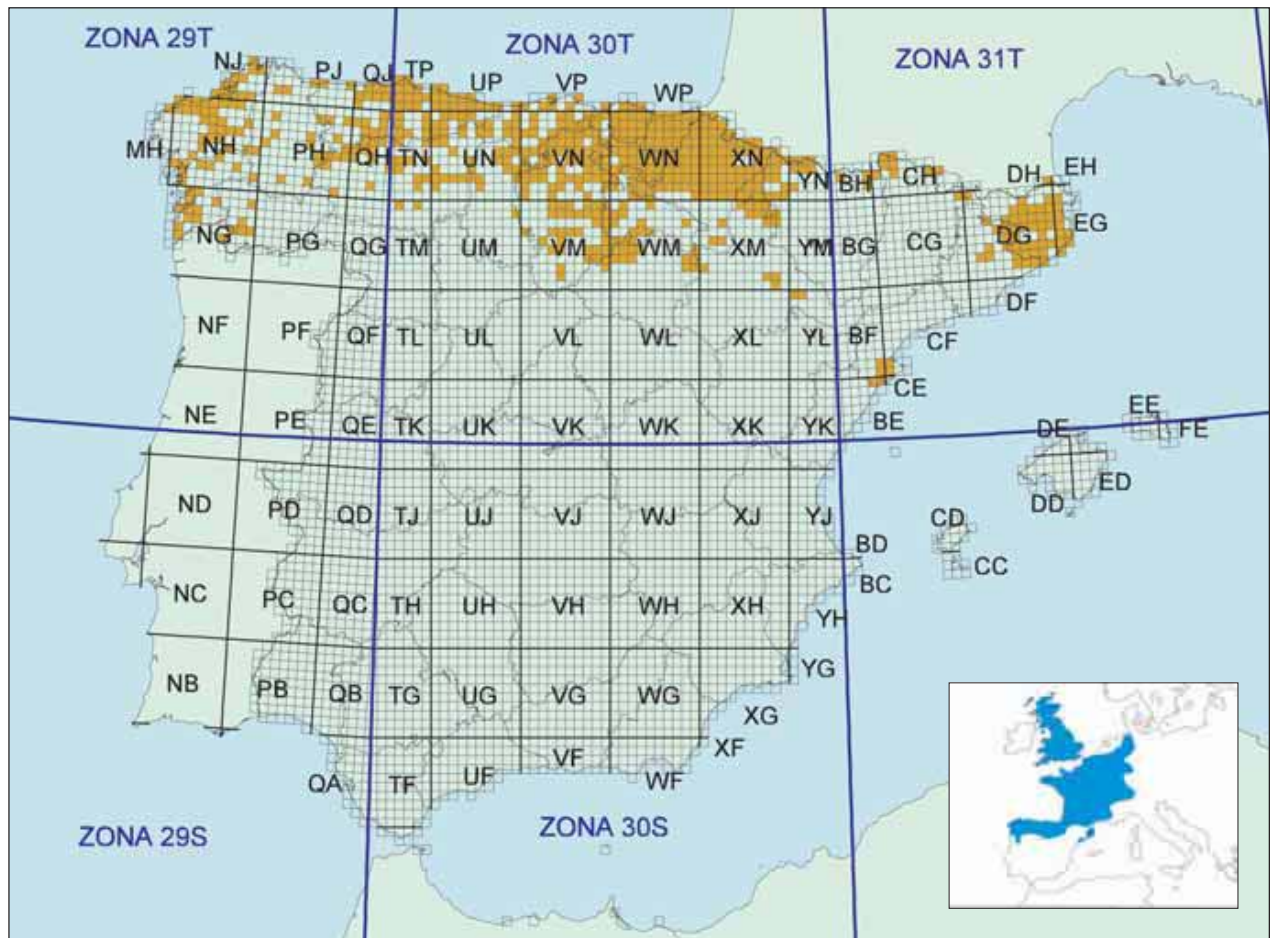 ZONA 29T
ZONA 30T
ZONA 31T
NJ PJ QJ TP UP VP WP
MH NH PH QH TN UN VN WN XN YN BH CH DH EH
NG PG QG TM UM VM WM XM YM BG CG DG EG
NF PF QF TL UL VL WL XL YL BF CF DF
NE PE QE TK UK VK WK XK YK BE CE DE EE FE
ND PD QD TJ UJ VJ WJ XJ YJ BD CD DD ED
NC PC QC TH UH VH WH XH YH BC CC
NB PB QB TG UG VG WG XG YG
QA TF UF VF WF XF
ZONA 29S
ZONA 30S